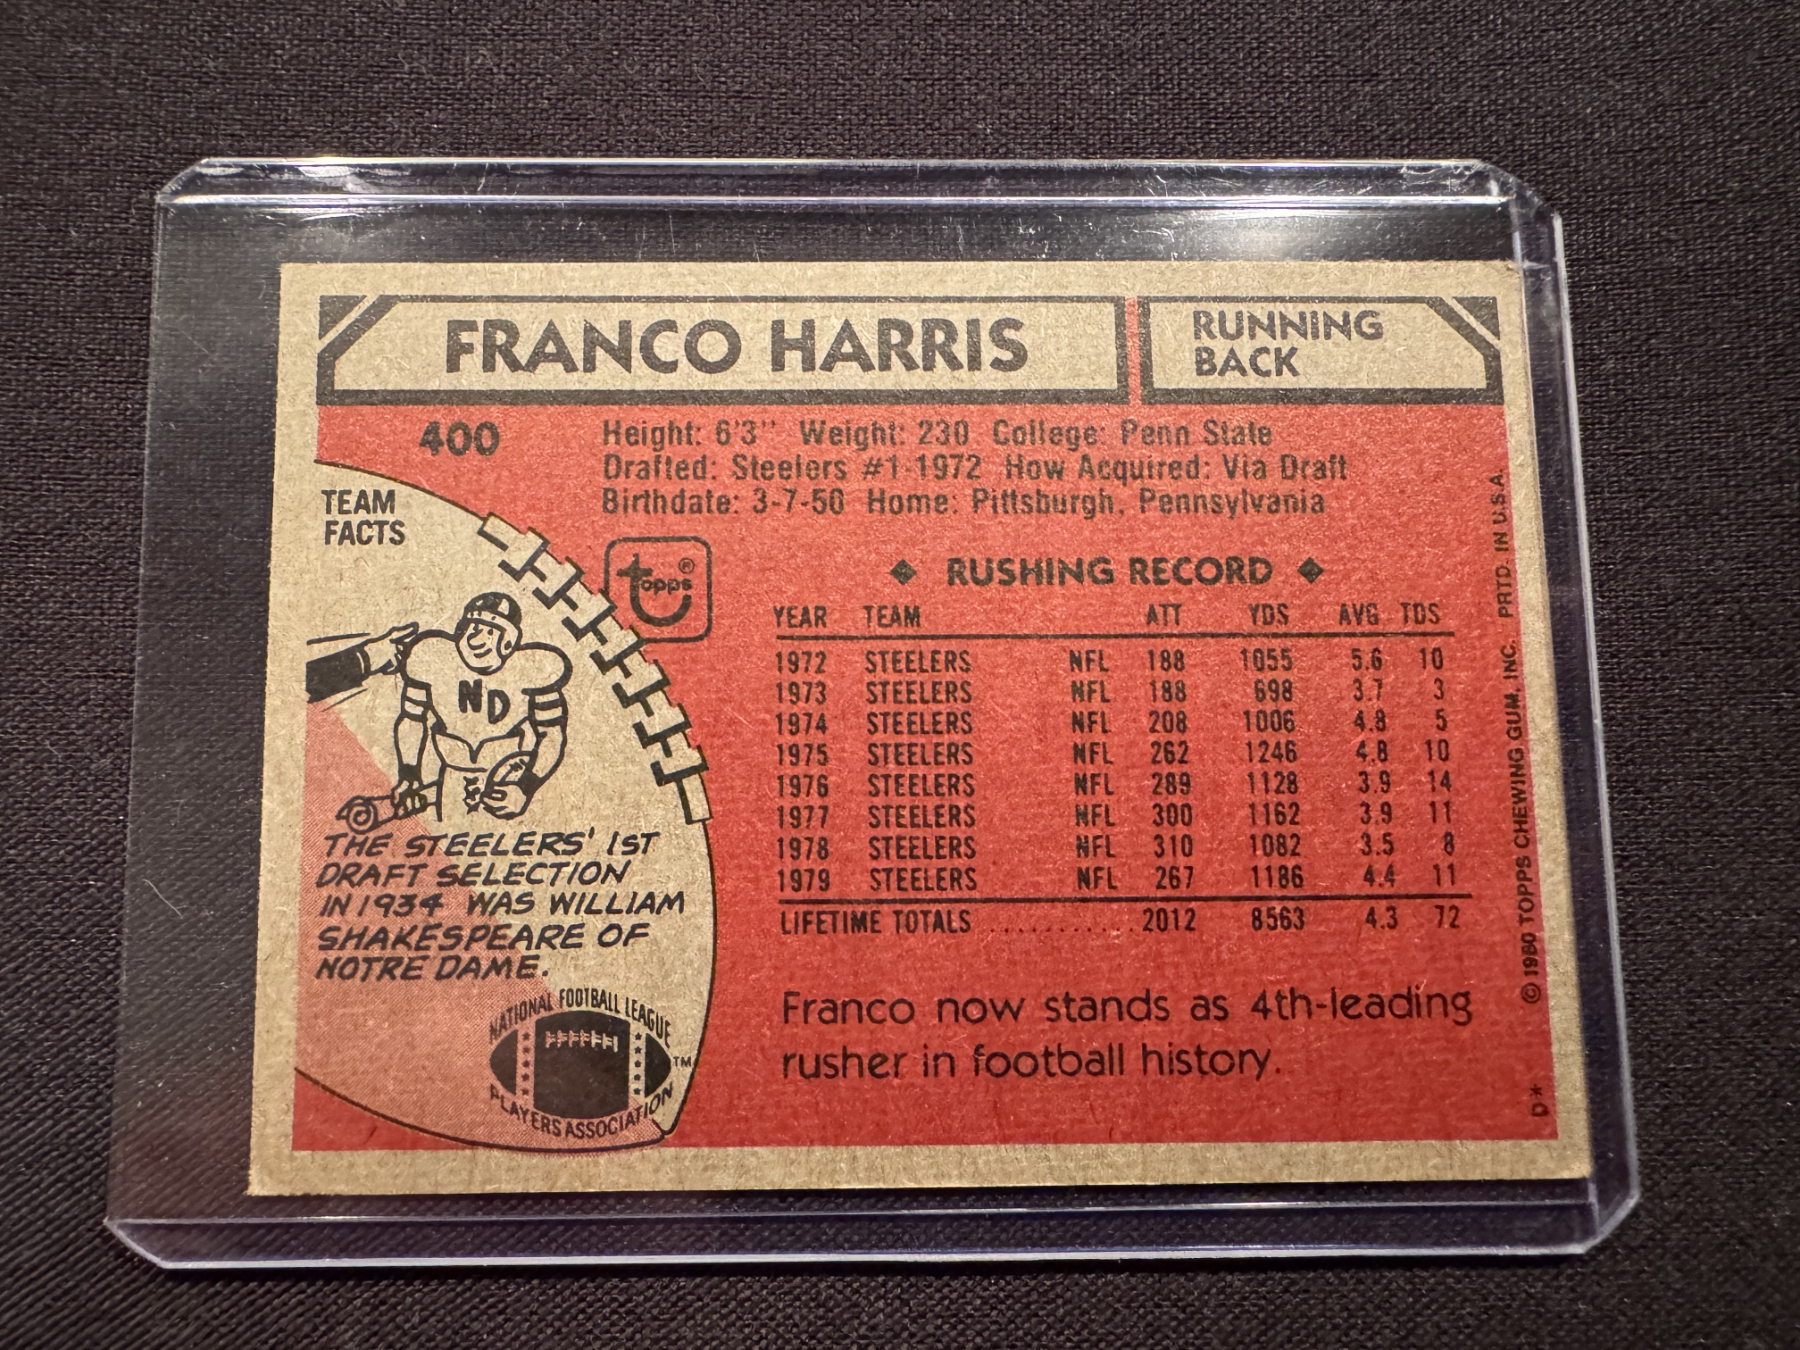 FRANCO HARRIS
RUNNING
BACK
400
Height: 6'3" Weight: 230 College: Penn State
Drafted: Steelers #1-1972 How Acquired: Via Draft
Birthdate: 3-7-50 Home: Pittsburgh, Pennsylvania
TEAM
FACTS
topps®
ND
THE STEELERS' 1ST
DRAFT SELECTION
IN 1934 WAS WILLIAM
SHAKESPEARE OF
NOTRE DAME.
NATIONAL FOOTBALL LEAGUE
PLAYERS ASSOCIATION
TM
◆ RUSHING RECORD ◆
YEAR TEAM ATT YDS AVG TDS
1972 STEELERS NFL 188 1055 5.6 10
1973 STEELERS NFL 188 698 3.7 3
1974 STEELERS NFL 208 1006 4.8 5
1975 STEELERS NFL 262 1246 4.8 10
1976 STEELERS NFL 289 1128 3.9 14
1977 STEELERS NFL 300 1162 3.9 11
1978 STEELERS NFL 310 1082 3.5 8
1979 STEELERS NFL 267 1186 4.4 11
LIFETIME TOTALS ........... 2012 8563 4.3 72
Franco now stands as 4th-leading
rusher in football history.
© 1980 TOPPS CHEWING GUM, INC. PRTD. IN U.S.A.
D*